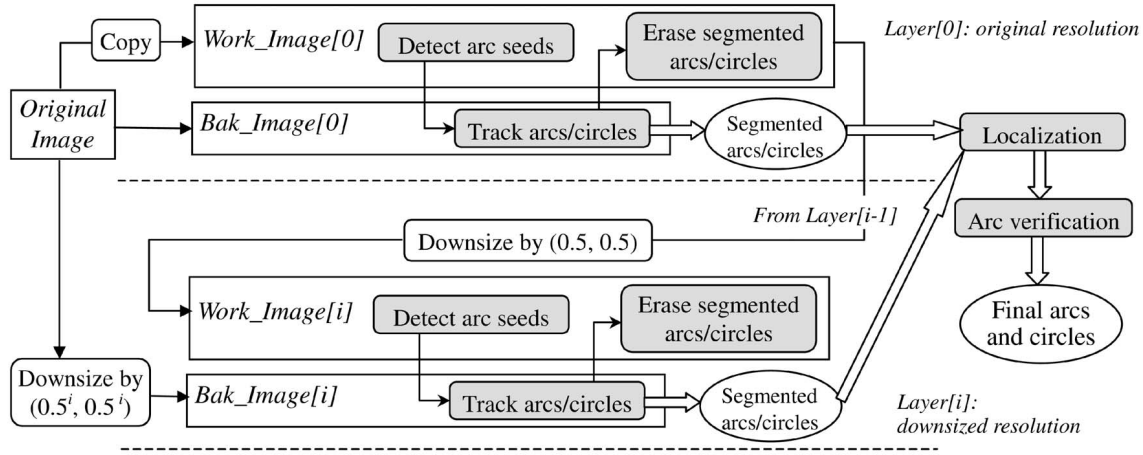 Copy
Work_Image[0]
Detect arc seeds
Erase segmented
arcs/circles
Layer[0]: original resolution
Original
Image
Bak_Image[0]
Track arcs/circles
Segmented
arcs/circles
Localization
From Layer[i-1]
Arc verification
Downsize by (0.5, 0.5)
Work_Image[i]
Detect arc seeds
Erase segmented
arcs/circles
Final arcs
and circles
Downsize by
(0.5^i, 0.5^i)
Bak_Image[i]
Track arcs/circles
Segmented
arcs/circles
Layer[i]:
downsized resolution